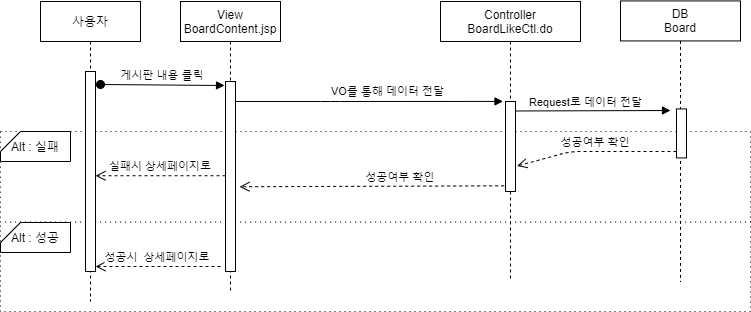 사용자
View
BoardContent.jsp
Controller
BoardLikeCtl.do
DB
Board
게시판 내용 클릭
VO를 통해 데이터 전달
Request로 데이터 전달
Alt : 실패
성공여부 확인
실패시 상세페이지로
성공여부 확인
Alt : 성공
성공시 상세페이지로